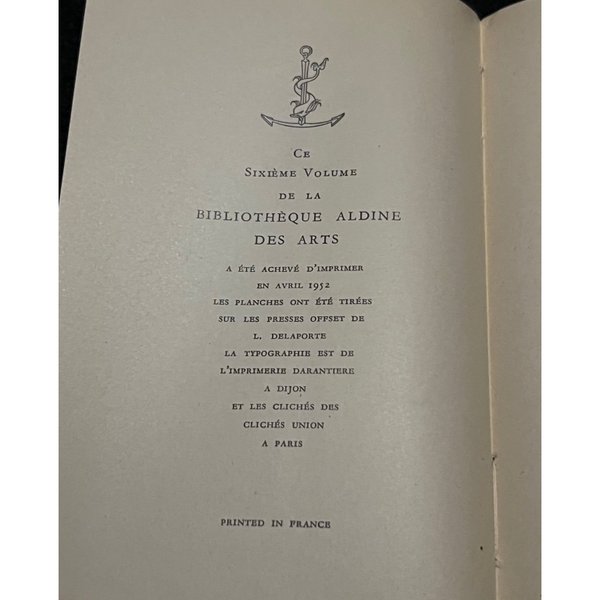 Ce
Sixième Volume
DE LA
BIBLIOTHÈQUE ALDINE
DES ARTS
A ÉTÉ ACHEVÉ D'IMPRIMER
EN AVRIL 1952
LES PLANCHES ONT ÉTÉ TIRÉES
SUR LES PRESSES OFFSET DE
L. DELAPORTE
LA TYPOGRAPHIE EST DE
L'IMPRIMERIE DARANTIERE
A DIJON
ET LES CLICHÉS DES
CLICHÉS UNION
A PARIS
PRINTED IN FRANCE